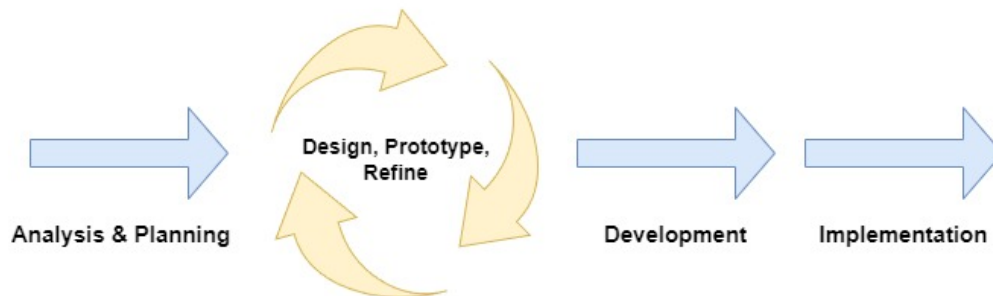 Design, Prototype,
Refine
Analysis & Planning
Development
Implementation